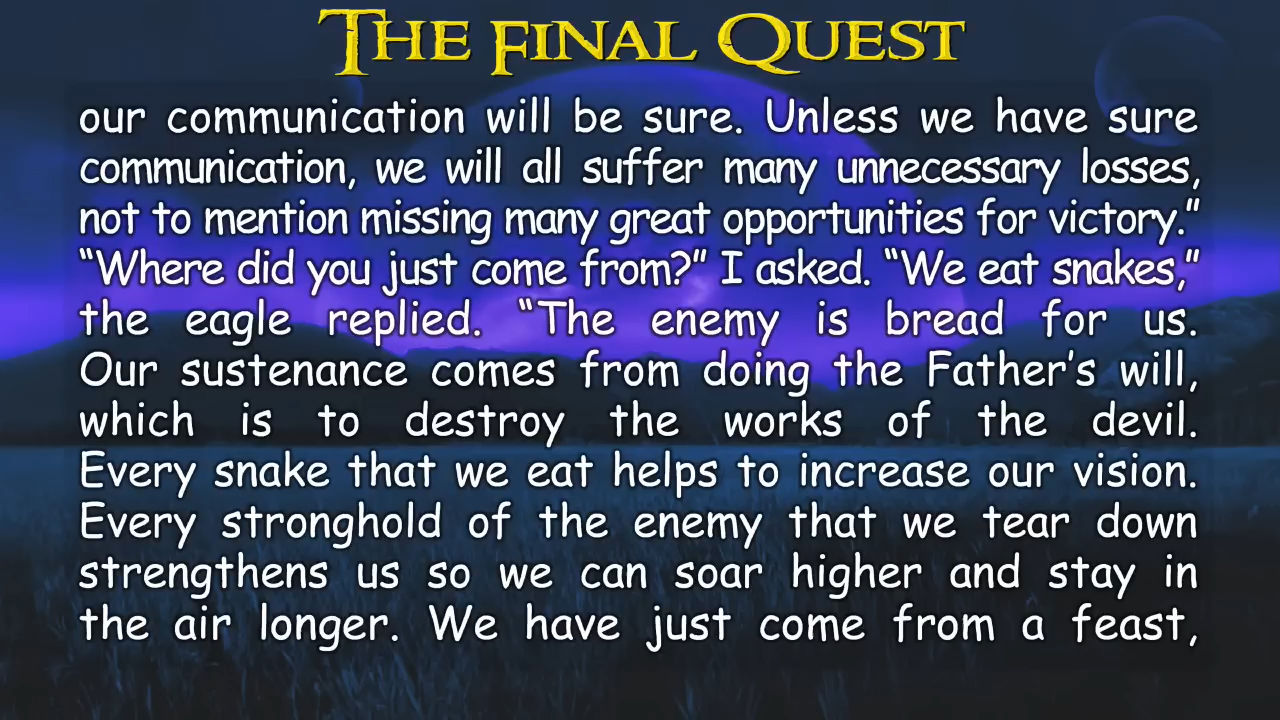 THE FINAL QUEST
our communication will be sure. Unless we have sure
communication, we will all suffer many unnecessary losses,
not to mention missing many great opportunities for victory.”
“Where did you just come from?” I asked. “We eat snakes,”
the eagle replied. “The enemy is bread for us.
Our sustenance comes from doing the Father’s will,
which is to destroy the works of the devil.
Every snake that we eat helps to increase our vision.
Every stronghold of the enemy that we tear down
strengthens us so we can soar higher and stay in
the air longer. We have just come from a feast,